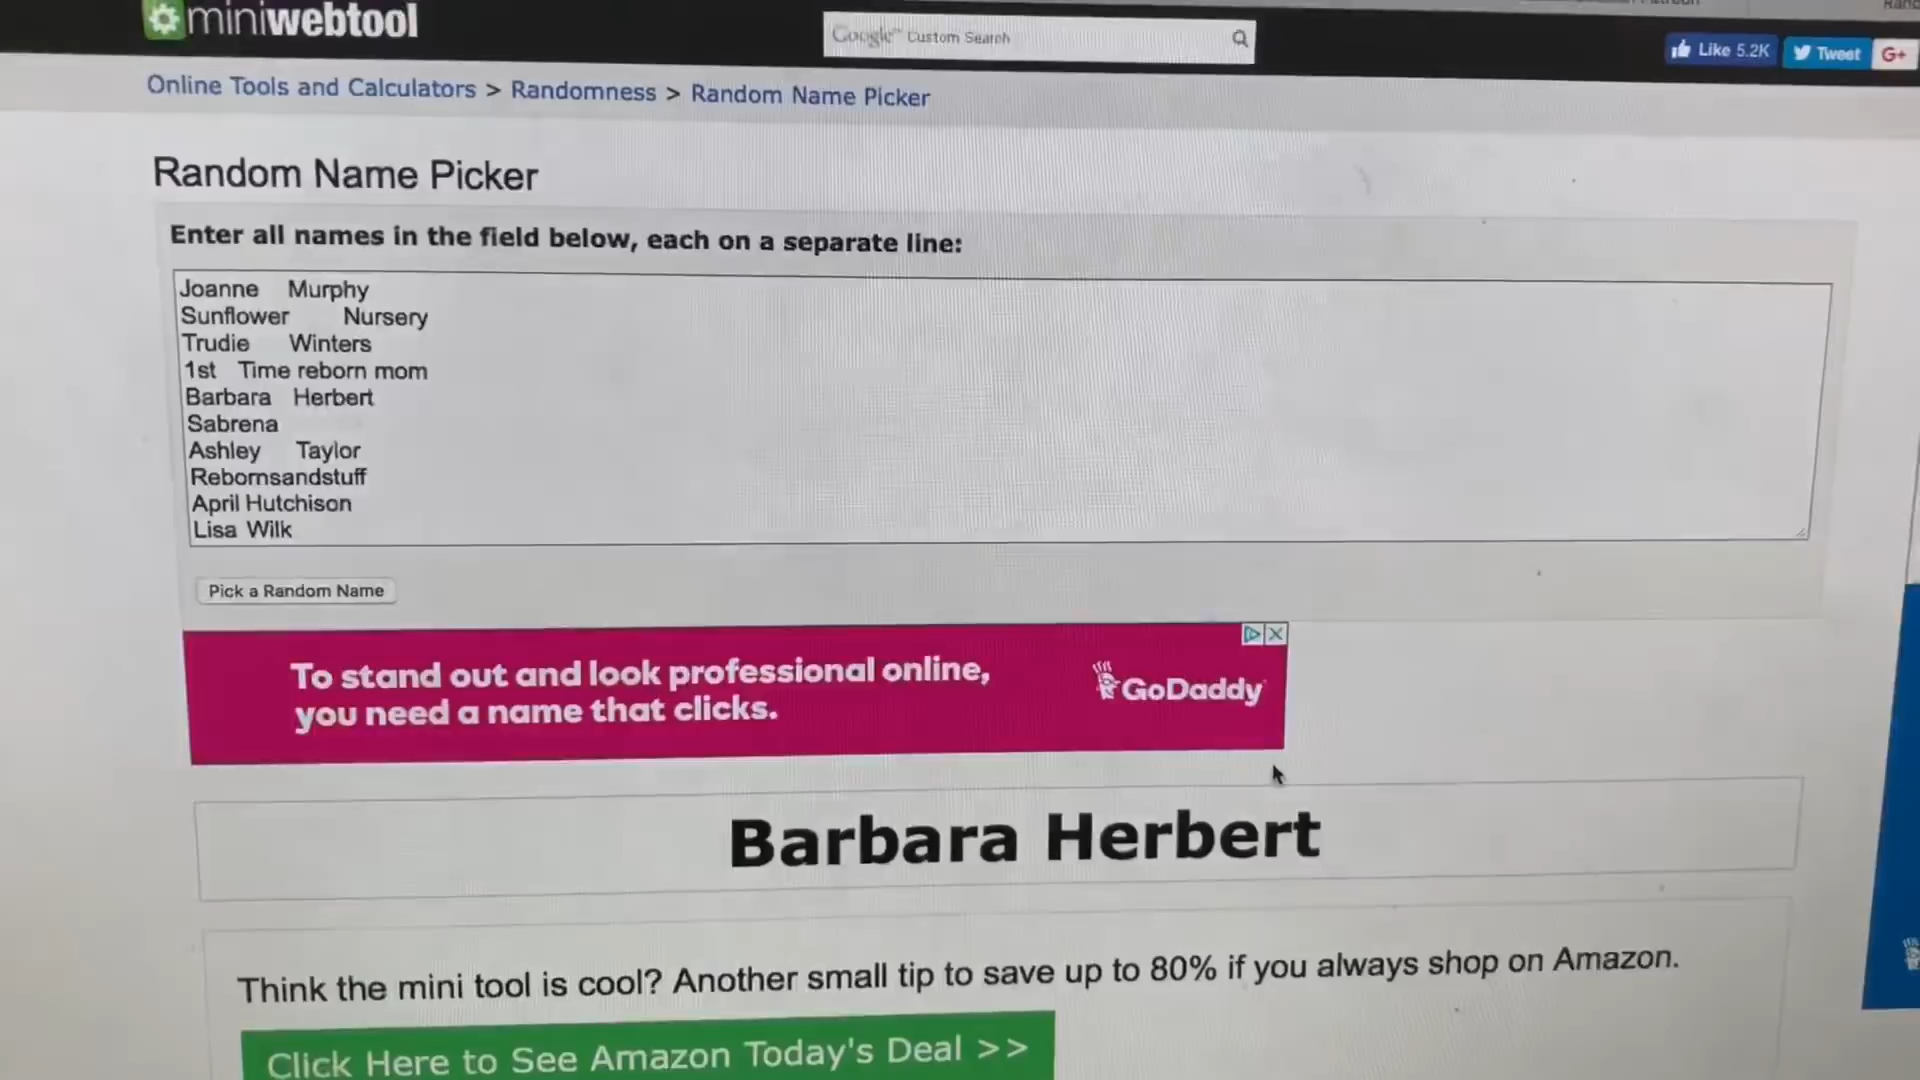 miniwebtool
Google™ Custom Search
Like 5.2K
Tweet
G+
Online Tools and Calculators > Randomness > Random Name Picker
Random Name Picker
Enter all names in the field below, each on a separate line:
Joanne Murphy
Sunflower Nursery
Trudie Winters
1st Time reborn mom
Barbara Herbert
Sabrena
Ashley Taylor
Rebornsandstuff
April Hutchison
Lisa Wilk
Pick a Random Name
To stand out and look professional online,
you need a name that clicks.
GoDaddy
Barbara Herbert
Think the mini tool is cool? Another small tip to save up to 80% if you always shop on Amazon.
Click Here to See Amazon Today's Deal >>